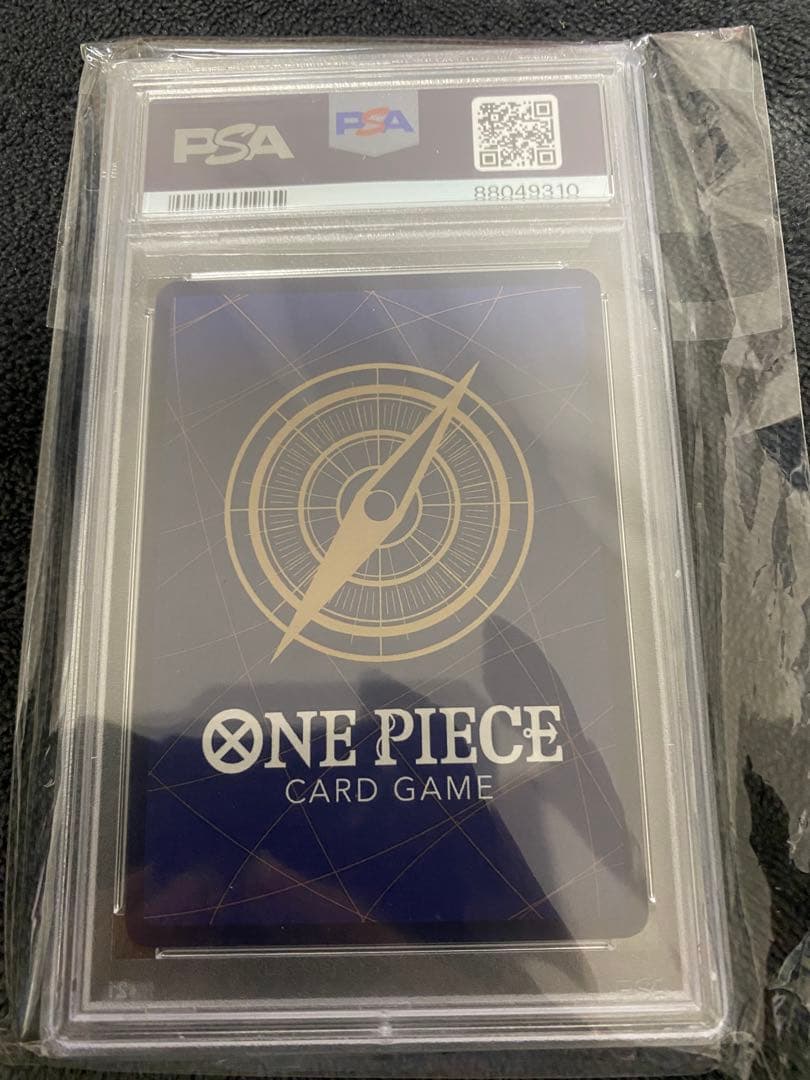 PSA
PSA
88049310
ONE PIECE
CARD GAME